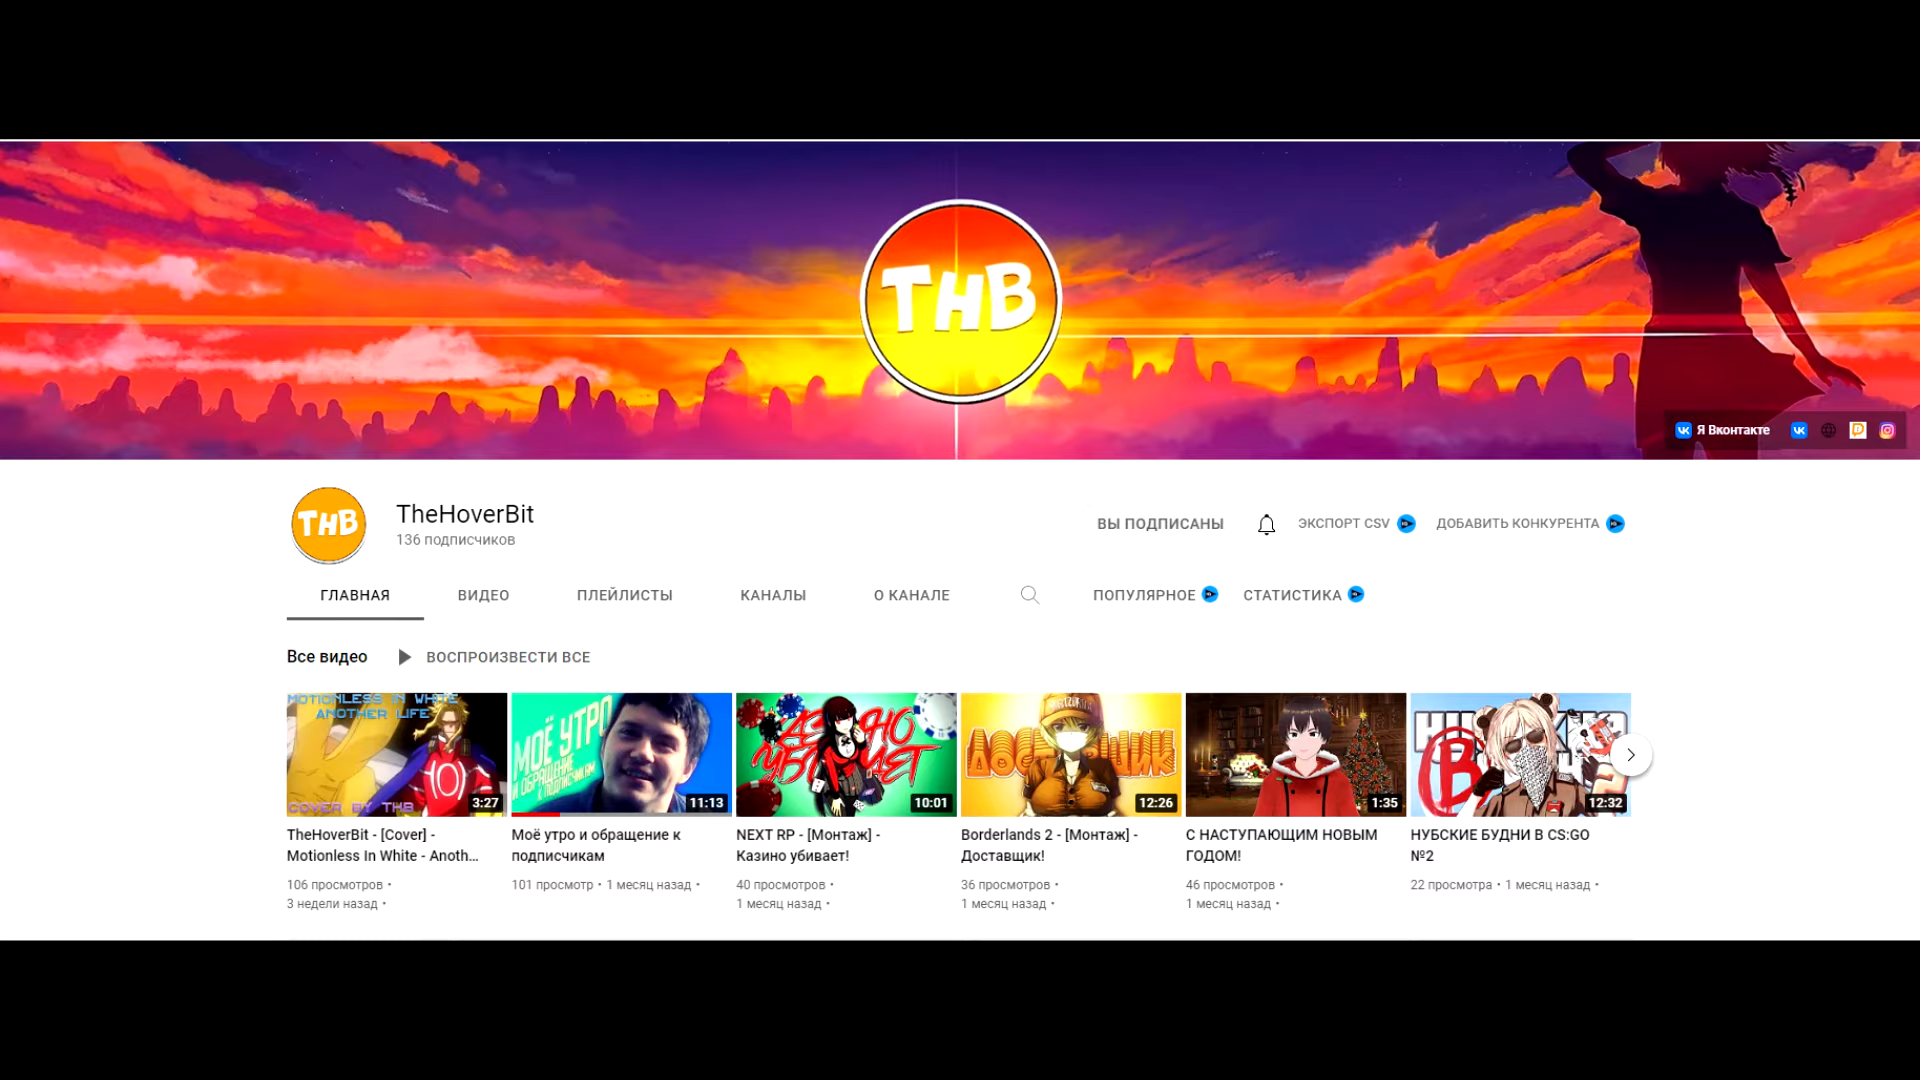 THB
Я Вконтакте
THB
TheHoverBit
136 подписчиков
ВЫ ПОДПИСАНЫ
ЭКСПОРТ CSV
ДОБАВИТЬ КОНКУРЕНТА
ГЛАВНАЯ
ВИДЕО
ПЛЕЙЛИСТЫ
КАНАЛЫ
О КАНАЛЕ
ПОПУЛЯРНОЕ
СТАТИСТИКА
Все видео
ВОСПРОИЗВЕСТИ ВСЕ
MOTIONLESS IN WHITE
ANOTHER LIFE
COVER BY THB
3:27
МОЁ УТРО
И ОБРАЩЕНИЕ
К ПОДПИСЧИКАМ
11:13
КАЗИНО
УБИВАЕТ
10:01
ДОСТАВЩИК
12:26
1:35
12:32
TheHoverBit - [Cover] -
Motionless In White - Anoth...
106 просмотров •
3 недели назад •
Моё утро и обращение к
подписчикам
101 просмотр • 1 месяц назад •
NEXT RP - [Монтаж] -
Казино убивает!
40 просмотров •
1 месяц назад •
Borderlands 2 - [Монтаж] -
Доставщик!
36 просмотров •
1 месяц назад •
С НАСТУПАЮЩИМ НОВЫМ
ГОДОМ!
46 просмотров •
1 месяц назад •
НУБСКИЕ БУДНИ В CS:GO
№2
22 просмотра • 1 месяц назад •